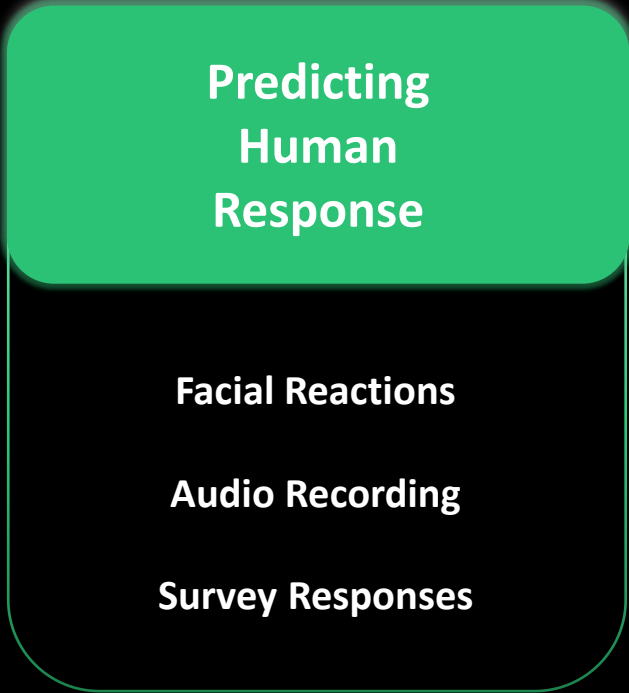 Predicting
Human
Response
Facial Reactions
Audio Recording
Survey Responses